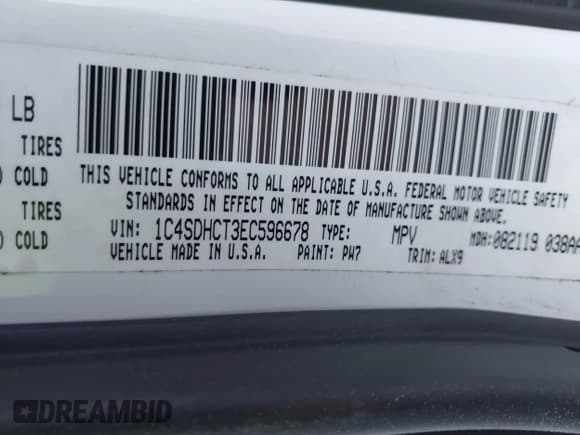 LB
TIRES
) COLD
TIRES
) COLD
THIS VEHICLE CONFORMS TO ALL APPLICABLE U.S.A. FEDERAL MOTOR VEHICLE SAFETY
STANDARDS IN EFFECT ON THE DATE OF MANUFACTURE SHOWN ABOVE.
VIN: 1C4SDHCT3EC596678 TYPE: MPV MDH:082119 038AA
VEHICLE MADE IN U.S.A. PAINT: PW7 TRIM: ALX9
DREAMBID